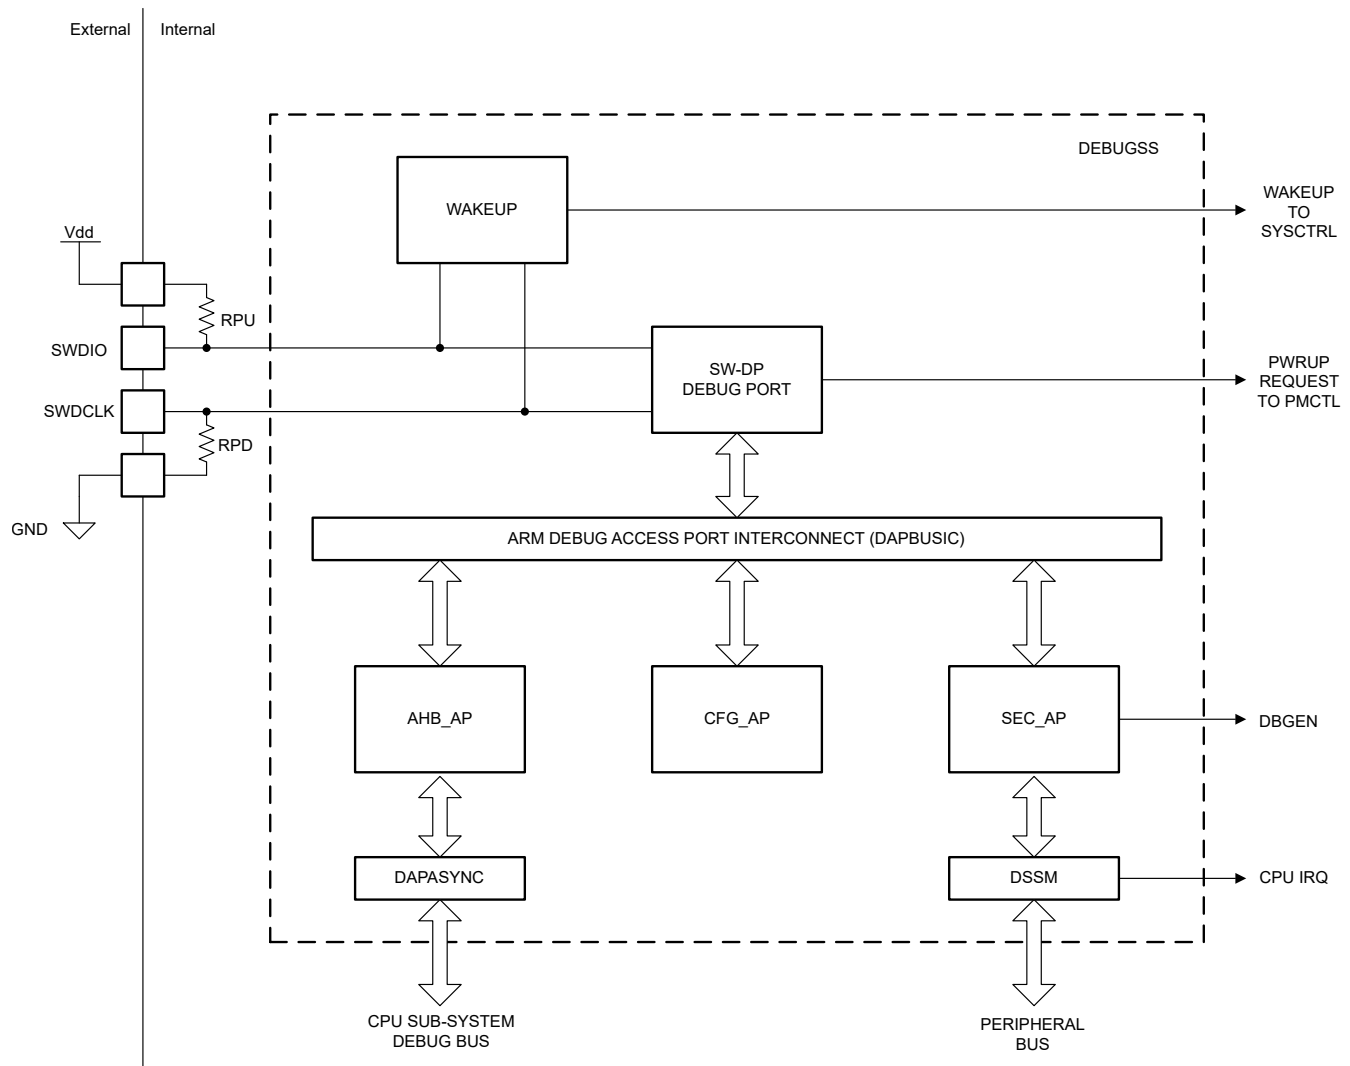 External
Internal
DEBUGSS
WAKEUP
WAKEUP
TO
SYSCTRL
Vdd
RPU
SWDIO
SW-DP
DEBUG PORT
PWRUP
REQUEST
TO PMCTL
SWDCLK
RPD
GND
ARM DEBUG ACCESS PORT INTERCONNECT (DAPBUSIC)
AHB_AP
CFG_AP
SEC_AP
DBGEN
DAPASYNC
DSSM
CPU IRQ
CPU SUB-SYSTEM
DEBUG BUS
PERIPHERAL
BUS